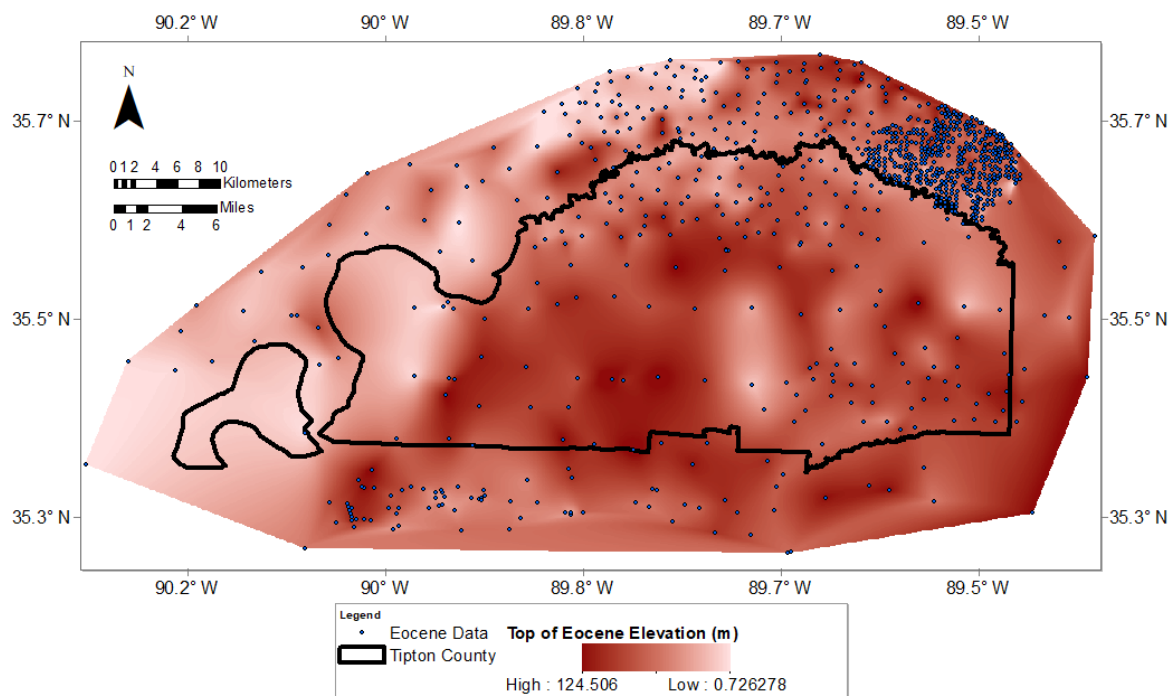 90.2° W 90° W 89.8° W 89.7° W 89.5° W
N
35.7° N 35.7° N
0 1 2 4 6 8 10
Kilometers
Miles
0 1 2 4 6
35.5° N 35.5° N
35.3° N 35.3° N
90.2° W 90° W 89.8° W 89.7° W 89.5° W
Legend
Eocene Data Top of Eocene Elevation (m)
Tipton County
High : 124.506 Low : 0.726278